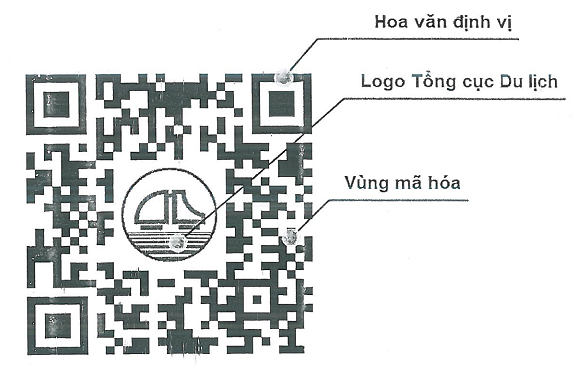 Hoa văn định vị
Logo Tổng cục Du lịch
Vùng mã hóa